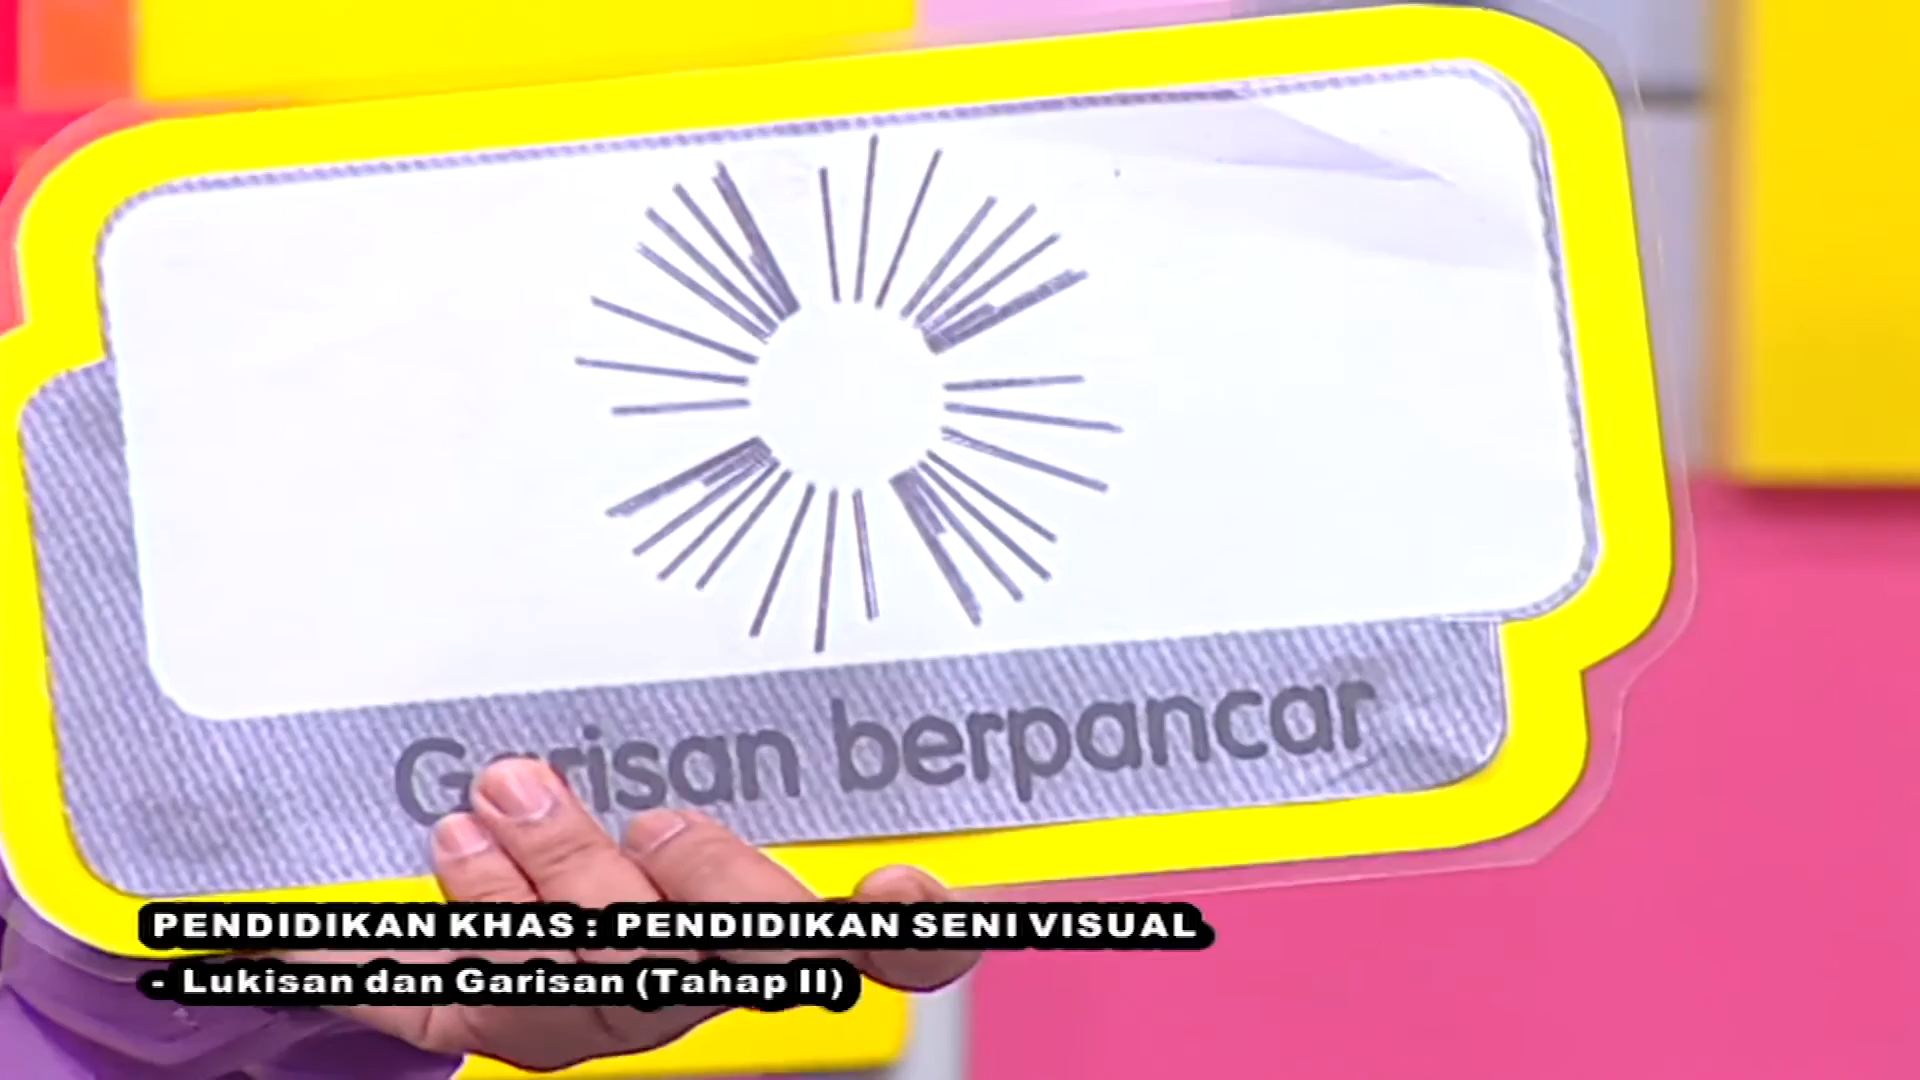 Garisan berpancar
PENDIDIKAN KHAS : PENDIDIKAN SENI VISUAL
- Lukisan dan Garisan (Tahap II)